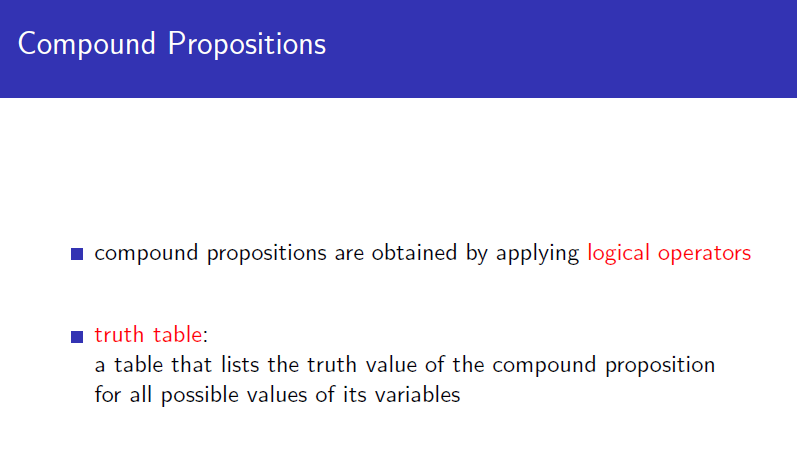 Compound Propositions
compound propositions are obtained by applying logical operators
truth table:
a table that lists the truth value of the compound proposition
for all possible values of its variables